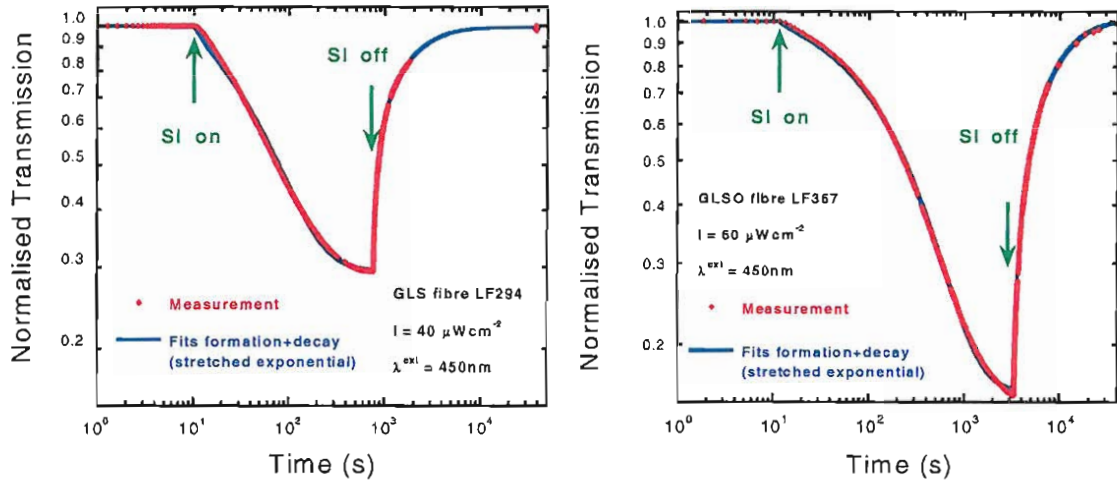 Normalised Transmission
1.0
0.9
0.8
0.7
0.6
0.5
0.4
0.3
0.2
SI on
SI off
Measurement
Fits formation+decay
(stretched exponential)
GLS fibre LF294
I = 40 µWcm⁻²
λᵉˣⁱ = 450nm
10⁰ 10¹ 10² 10³ 10⁴
Time (s)
Normalised Transmission
1.0
0.9
0.8
0.7
0.6
0.5
0.4
0.3
0.2
SI on
SI off
GLSO fibre LF367
I = 60 µWcm⁻²
λᵉˣⁱ = 450nm
Measurement
Fits formation+decay
(stretched exponential)
10⁰ 10¹ 10² 10³ 10⁴
Time (s)